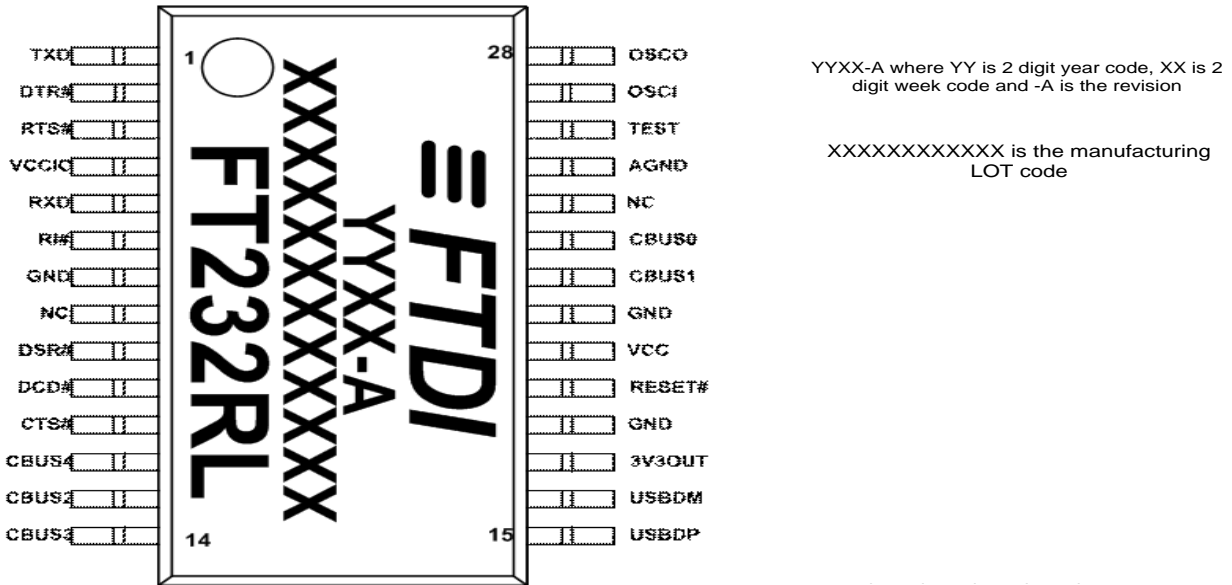 TXD
DTR#
RTS#
VCCIO
RXD
RI#
GND
NC
DSR#
DCD#
CTS#
CBUS4
CBUS2
CBUS3
1
14
28
15
FT232RL
XXXXXXXXXXXX
YYXX-A
FTDI
OSCO
OSCI
TEST
AGND
NC
CBUS0
CBUS1
GND
VCC
RESET#
GND
3V3OUT
USBDM
USBDP
YYXX-A where YY is 2 digit year code, XX is 2
digit week code and -A is the revision
XXXXXXXXXXXX is the manufacturing
LOT code